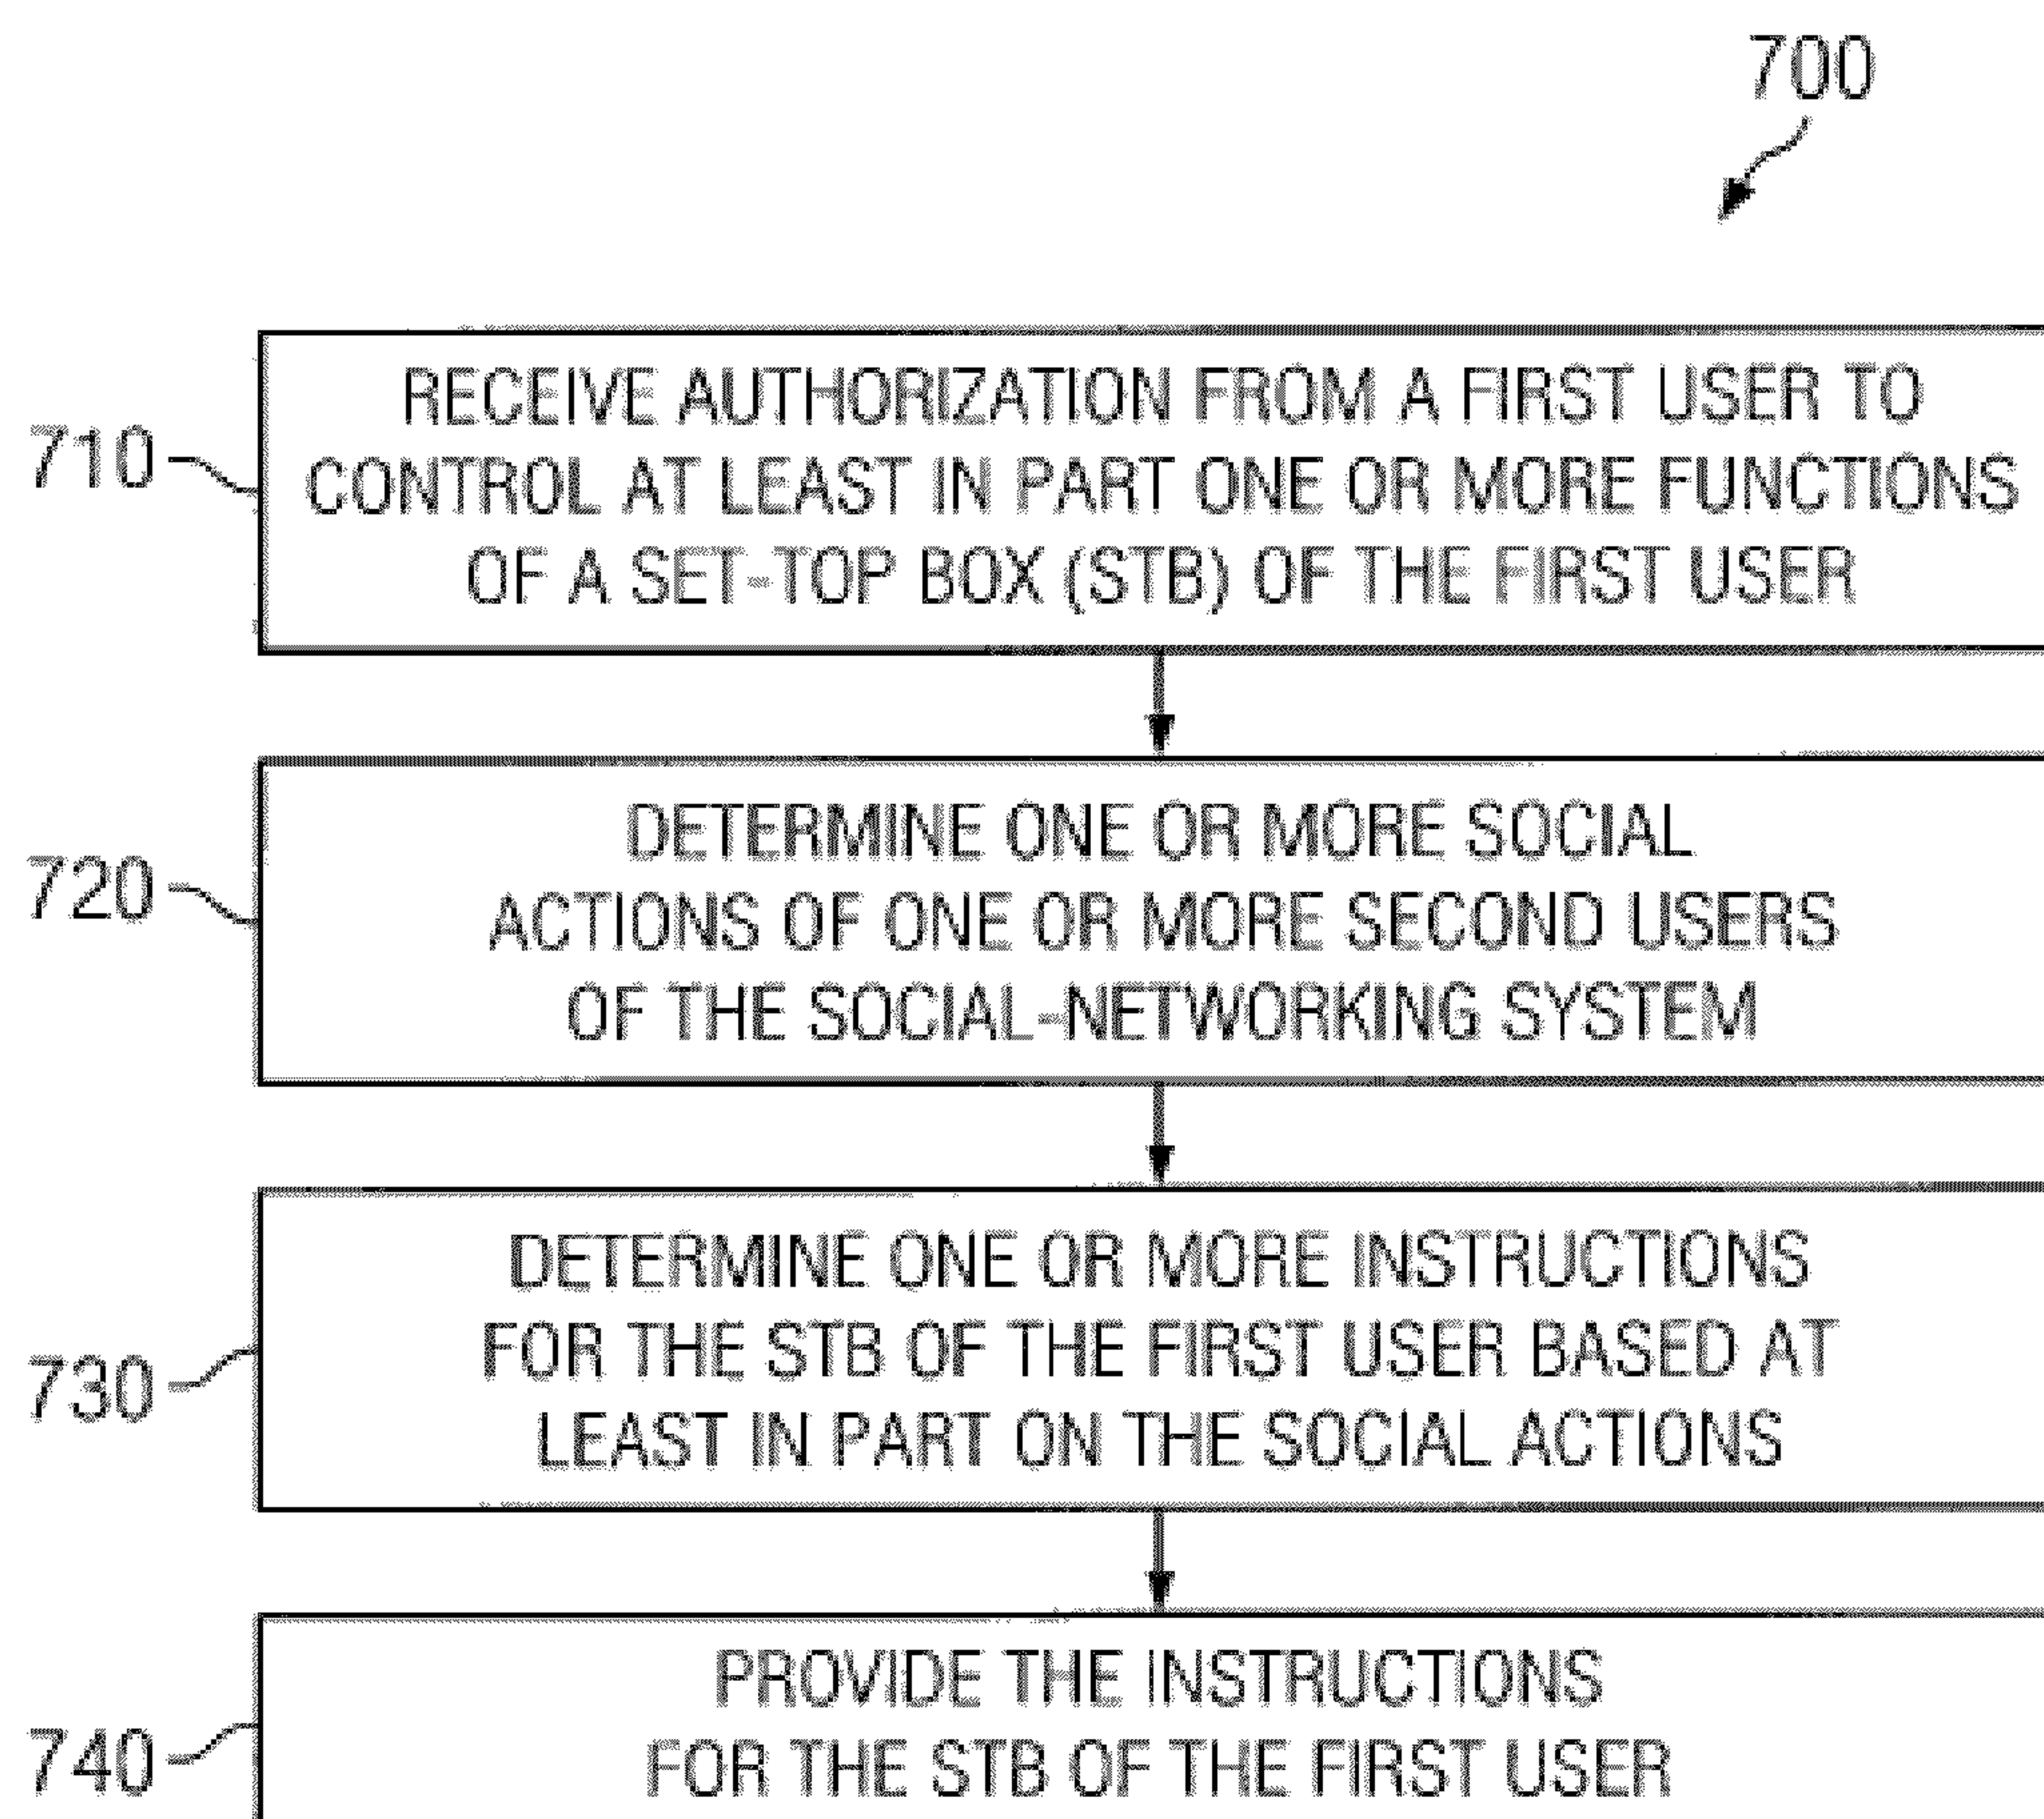 700
710
RECEIVE AUTHORIZATION FROM A FIRST USER TO
CONTROL AT LEAST IN PART ONE OR MORE FUNCTIONS
OF A SET-TOP BOX (STB) OF THE FIRST USER
720
DETERMINE ONE OR MORE SOCIAL
ACTIONS OF ONE OR MORE SECOND USERS
OF THE SOCIAL-NETWORKING SYSTEM
730
DETERMINE ONE OR MORE INSTRUCTIONS
FOR THE STB OF THE FIRST USER BASED AT
LEAST IN PART ON THE SOCIAL ACTIONS
740
PROVIDE THE INSTRUCTIONS
FOR THE STB OF THE FIRST USER